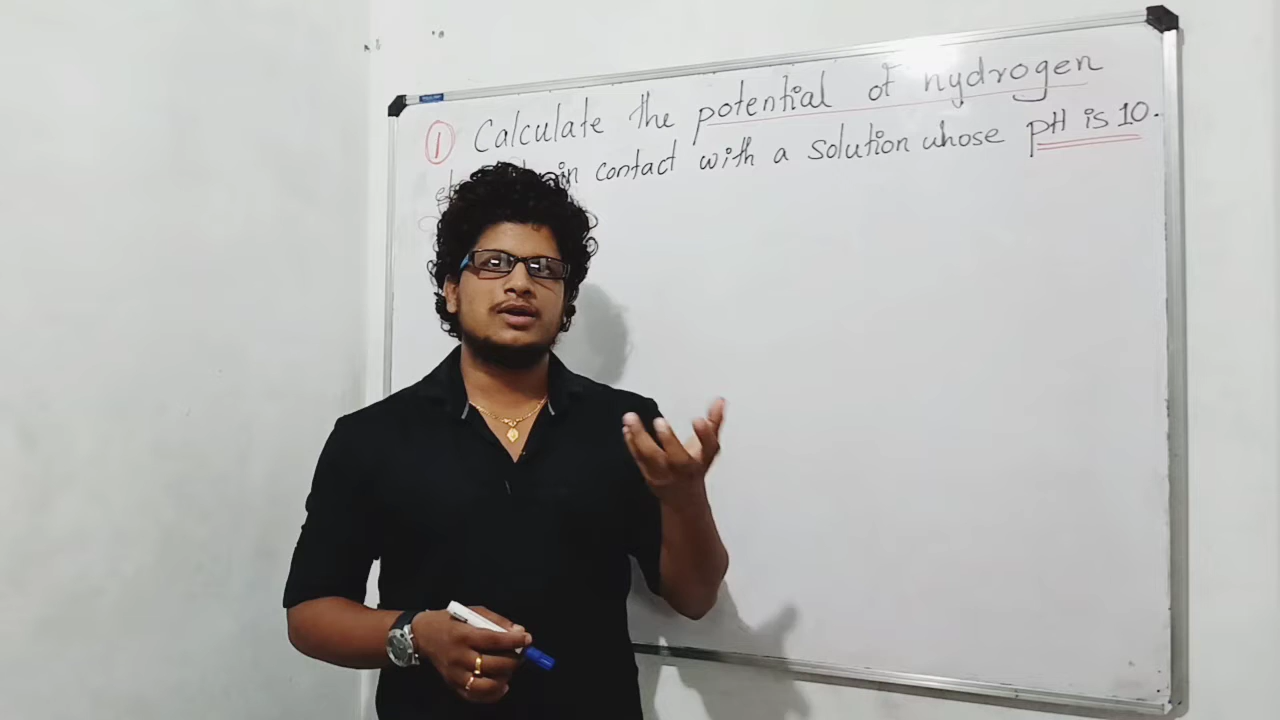 ① Calculate the potential of hydrogen
in contact with a solution whose pH is 10.